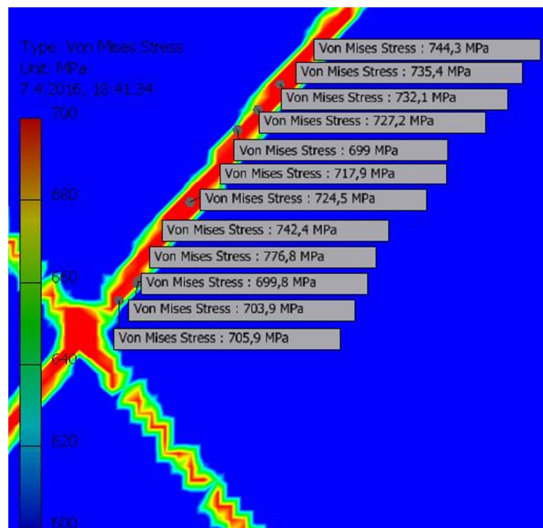 Type: Von Mises Stress
Unit: MPa
7.4.2016, 18:41:34
700
680
660
640
620
600
Von Mises Stress : 744,3 MPa
Von Mises Stress : 735,4 MPa
Von Mises Stress : 732,1 MPa
Von Mises Stress : 727,2 MPa
Von Mises Stress : 699 MPa
Von Mises Stress : 717,9 MPa
Von Mises Stress : 724,5 MPa
Von Mises Stress : 742,4 MPa
Von Mises Stress : 776,8 MPa
Von Mises Stress : 699,8 MPa
Von Mises Stress : 703,9 MPa
Von Mises Stress : 705,9 MPa